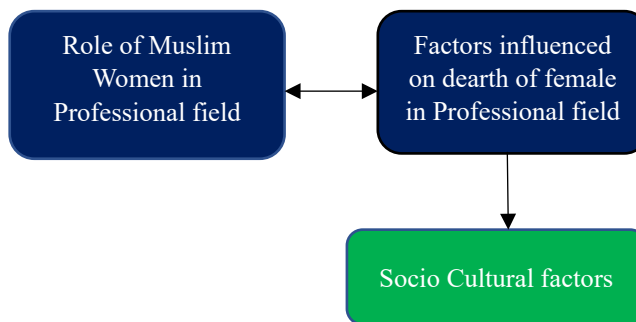 Role of Muslim
Women in
Professional field
Factors influenced
on dearth of female
in Professional field
Socio Cultural factors